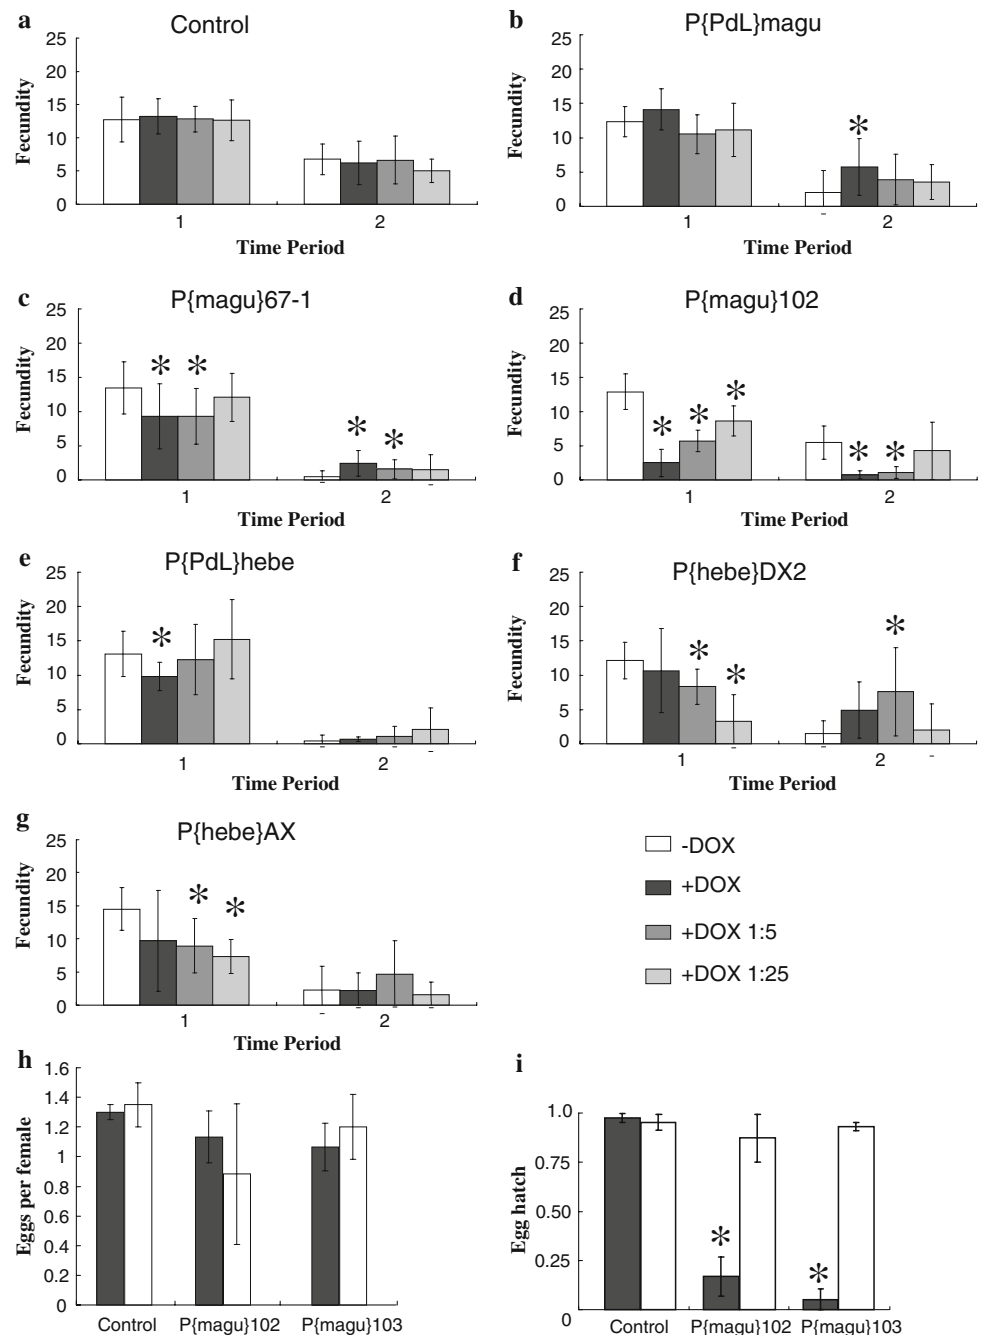 a
Control
25
20
15
10
5
0
Fecundity
1
2
Time Period
b
P{PdL}magu
25
20
15
10
5
0
Fecundity
*
1
2
Time Period
c
P{magu}67-1
25
20
15
10
5
0
Fecundity
* *
* *
1
2
Time Period
d
P{magu}102
25
20
15
10
5
0
Fecundity
* * *
* *
1
2
Time Period
e
P{PdL}hebe
25
20
15
10
5
0
Fecundity
*
1
2
Time Period
f
P{hebe}DX2
25
20
15
10
5
0
Fecundity
* *
*
1
2
Time Period
g
P{hebe}AX
25
20
15
10
5
0
Fecundity
* *
1
2
Time Period
-DOX
+DOX
+DOX 1:5
+DOX 1:25
h
1.6
1.4
1.2
1
0.8
0.6
0.4
0.2
0
Eggs per female
Control P{magu}102 P{magu}103
i
1.0
0.75
0.50
0.25
0
Egg hatch
* *
Control P{magu}102 P{magu}103